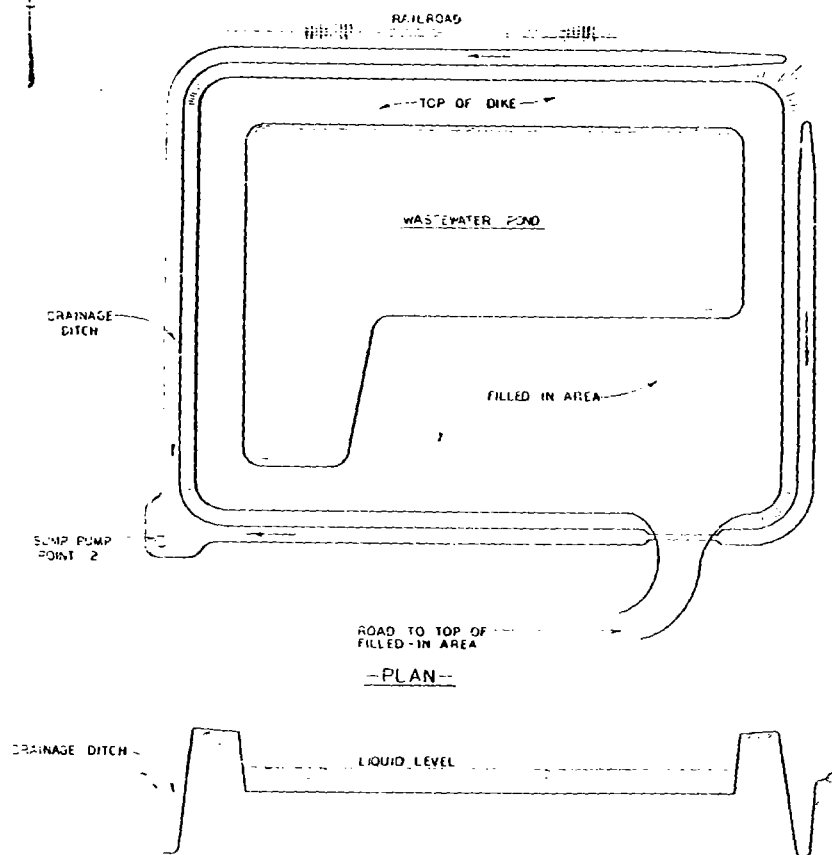 RAILROAD
TOP OF DIKE
WASTEWATER POND
DRAINAGE
DITCH
FILLED IN AREA
SUMP PUMP
POINT 2
ROAD TO TOP OF
FILLED-IN AREA
-PLAN-
DRAINAGE DITCH
LIQUID LEVEL